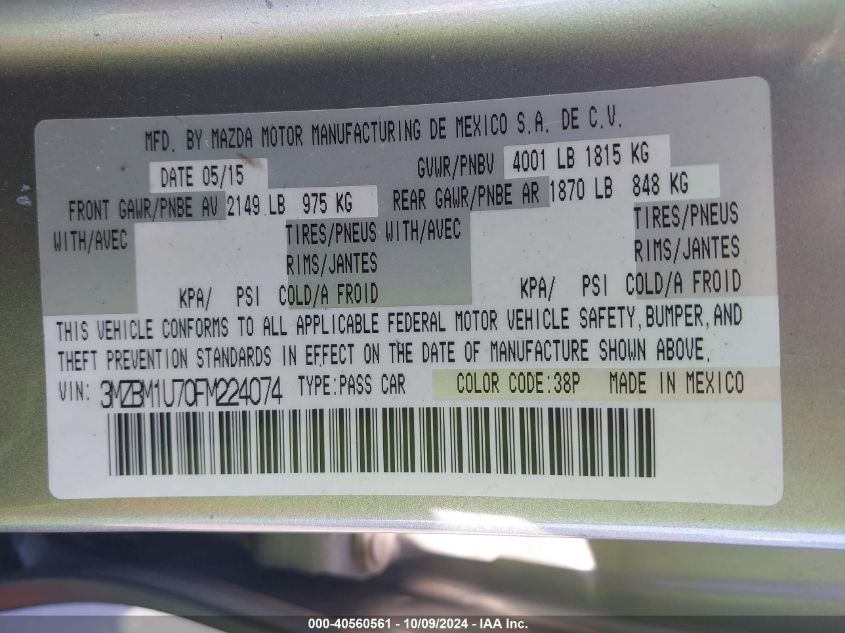 MFD. BY MAZDA MOTOR MANUFACTURING DE MEXICO S.A. DE C.V.
DATE 05/15 GVWR/PNBV 4001 LB 1815 KG
FRONT GAWR/PNBE AV 2149 LB 975 KG REAR GAWR/PNBE AR 1870 LB 848 KG
WITH/AVEC TIRES/PNEUS WITH/AVEC TIRES/PNEUS
RIMS/JANTES RIMS/JANTES
KPA/ PSI COLD/A FROID KPA/ PSI COLD/A FROID
THIS VEHICLE CONFORMS TO ALL APPLICABLE FEDERAL MOTOR VEHICLE SAFETY, BUMPER, AND
THEFT PREVENTION STANDARDS IN EFFECT ON THE DATE OF MANUFACTURE SHOWN ABOVE.
VIN: 3MZBM1U70FM224074 TYPE:PASS CAR COLOR CODE:38P MADE IN MEXICO
000-40560561 - 10/09/2024 - IAA Inc.